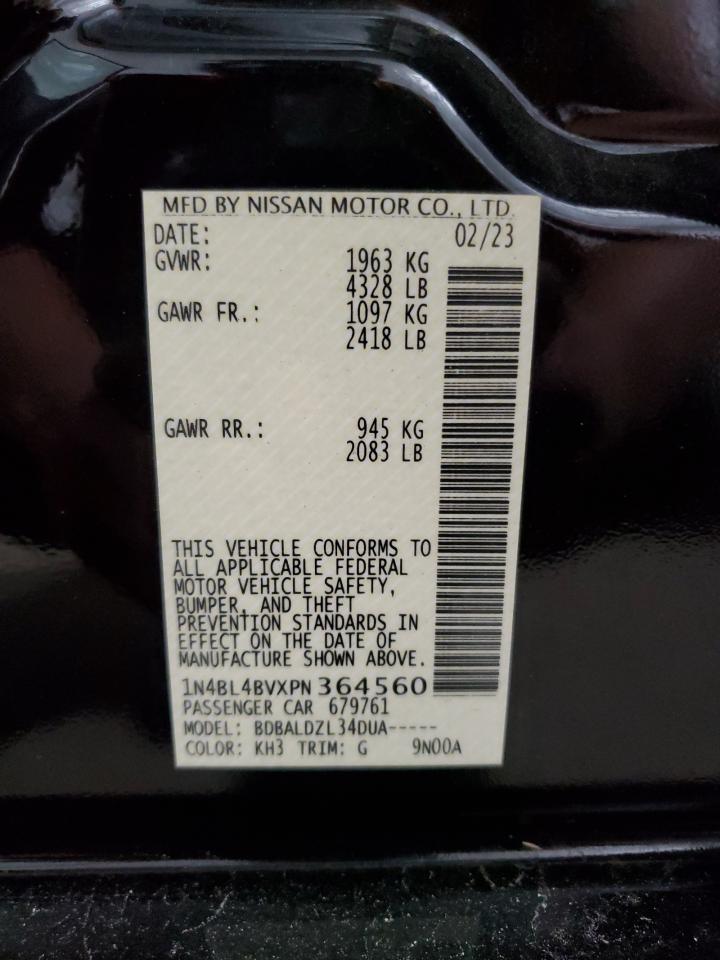 MFD BY NISSAN MOTOR CO., LTD.
DATE: 02/23
GVWR: 1963 KG
4328 LB
GAWR FR.: 1097 KG
2418 LB
GAWR RR.: 945 KG
2083 LB
THIS VEHICLE CONFORMS TO
ALL APPLICABLE FEDERAL
MOTOR VEHICLE SAFETY,
BUMPER, AND THEFT
PREVENTION STANDARDS IN
EFFECT ON THE DATE OF
MANUFACTURE SHOWN ABOVE.
1N4BL4BVXPN 364560
PASSENGER CAR 679761
MODEL: BDBALDZL34DUA-----
COLOR: KH3 TRIM: G 9N00A